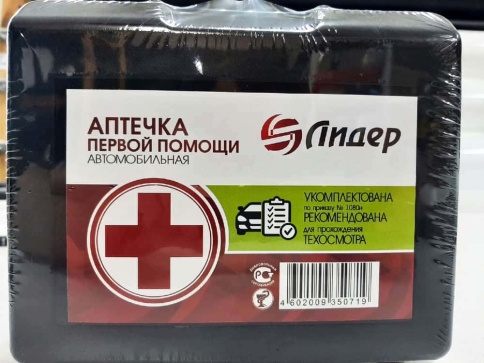 АПТЕЧКА
ПЕРВОЙ ПОМОЩИ
АВТОМОБИЛЬНАЯ
Лидер
УКОМПЛЕКТОВАНА
по приказу № 1080н
РЕКОМЕНДОВАНА
для прохождения
ТЕХОСМОТРА
4 602009 350719